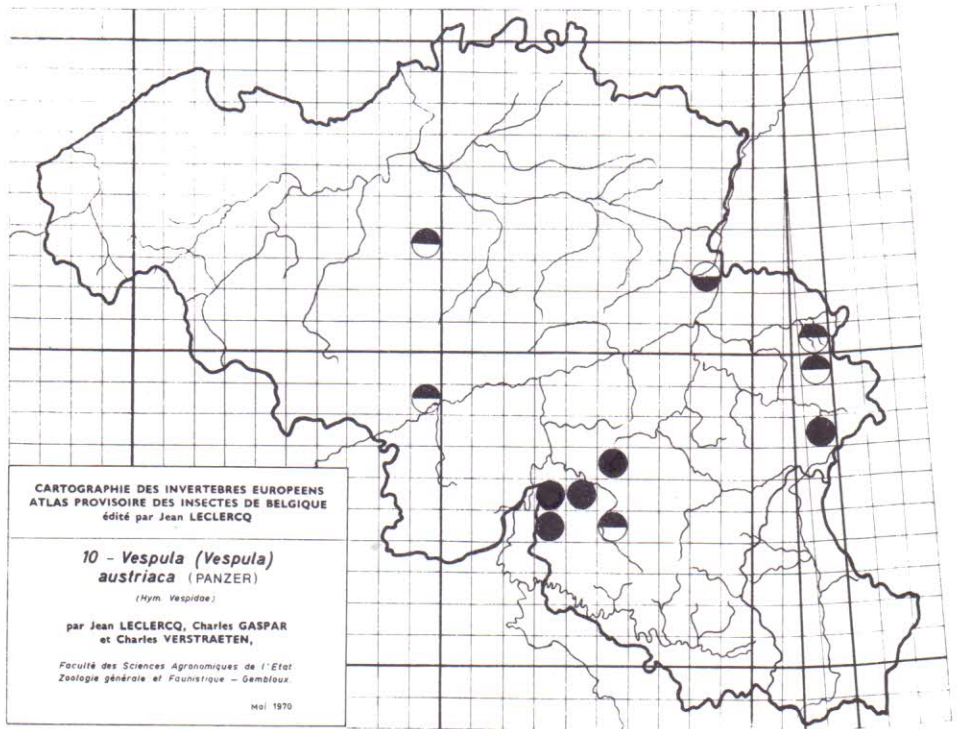 CARTOGRAPHIE DES INVERTEBRES EUROPEENS
ATLAS PROVISOIRE DES INSECTES DE BELGIQUE
édité par Jean LECLERCQ
10 – Vespula (Vespula)
austriaca (PANZER)
(Hym. Vespidae)
par Jean LECLERCQ, Charles GASPAR
et Charles VERSTRAETEN,
Faculté des Sciences Agronomiques de l'Etat
Zoologie générale et Faunistique – Gembloux.
Mai 1970